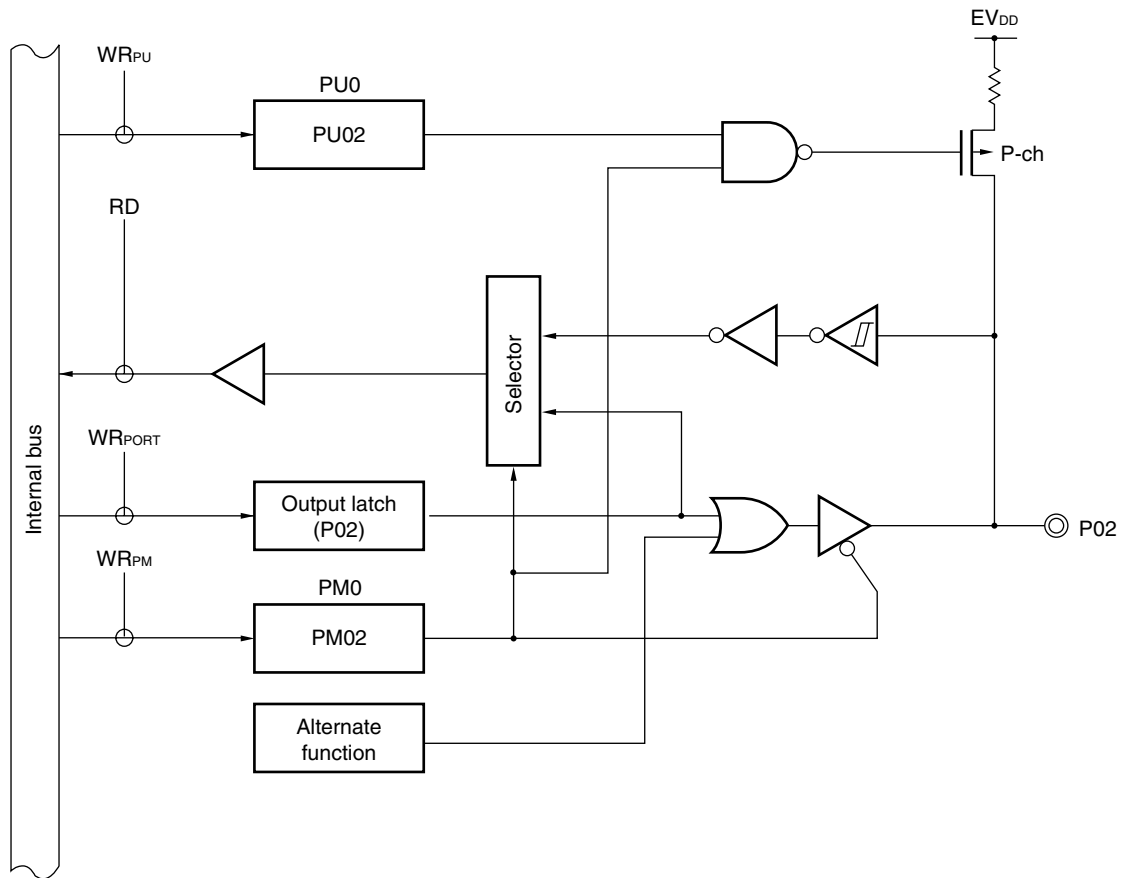 EVDD
WRPU
PU0
PU02
P-ch
RD
Selector
Internal bus
WRPORT
Output latch
(P02)
P02
WRPM
PM0
PM02
Alternate
function